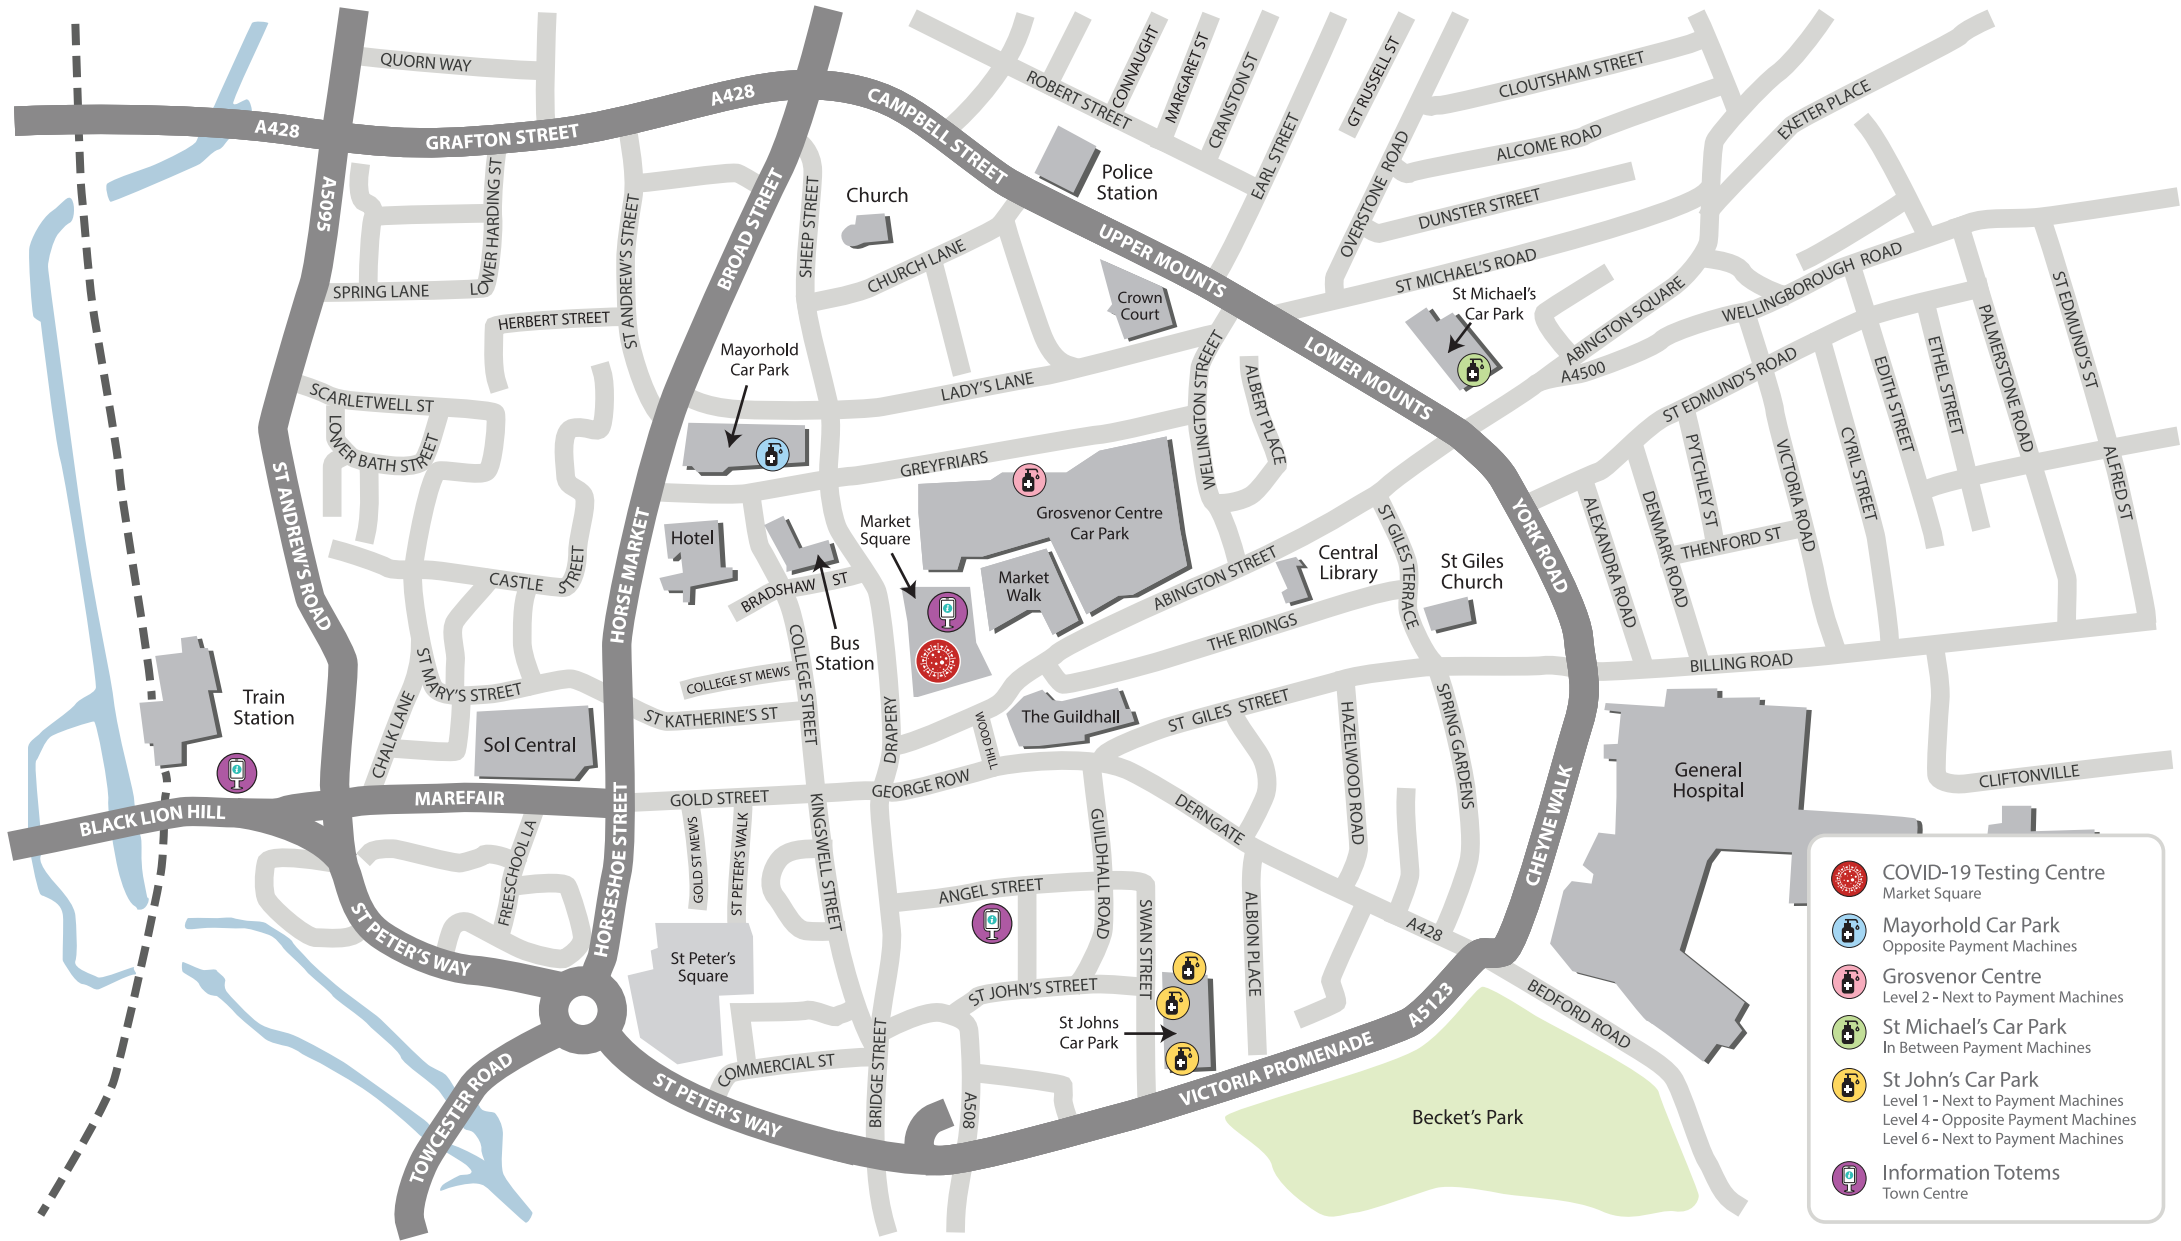 QUORN WAY
A428
GRAFTON STREET
A428
CAMPBELL STREET
ROBERT STREET
CONNAUGHT
MARGARET ST
CRANSTON ST
EARL STREET
GT RUSSELL ST
OVERSTONE ROAD
CLOUTSHAM STREET
ALCOME ROAD
DUNSTER STREET
EXETER PLACE
A5095
LOWER HARDING ST
SPRING LANE
HERBERT STREET
ST ANDREW'S STREET
BROAD STREET
SHEEP STREET
Church
CHURCH LANE
Police
Station
UPPER MOUNTS
Crown
Court
ST MICHAEL'S ROAD
St Michael's
Car Park
ABINGTON SQUARE
WELLINGBOROUGH ROAD
A4500
ST EDMUND'S ROAD
ST EDMUND'S ST
PALMERSTONE ROAD
ETHEL STREET
EDITH STREET
CYRIL STREET
VICTORIA ROAD
PYTCHLEY ST
DENMARK ROAD
ALEXANDRA ROAD
THENFORD ST
ALFRED ST
Mayorhold
Car Park
LADY'S LANE
WELLINGTON STREEET
ALBERT PLACE
LOWER MOUNTS
SCARLETWELL ST
LOWER BATH STREET
GREYFRIARS
Grosvenor Centre
Car Park
Market
Square
Market
Walk
ST ANDREW'S ROAD
HORSE MARKET
Hotel
CASTLE STREET
BRADSHAW ST
Bus
Station
ABINGTON STREET
Central
Library
ST GILES TERRACE
St Giles
Church
YORK ROAD
THE RIDINGS
BILLING ROAD
Train
Station
ST MARY'S STREET
CHALK LANE
Sol Central
COLLEGE ST MEWS
ST KATHERINE'S ST
COLLEGE STREET
DRAPERY
WOOD HILL
The Guildhall
ST GILES STREET
HAZELWOOD ROAD
SPRING GARDENS
General
Hospital
CLIFTONVILLE
BLACK LION HILL
MAREFAIR
GOLD STREET
GEORGE ROW
DERNGATE
CHEYNE WALK
HORSESHOE STREET
FREESCHOOL LA
GOLD ST MEWS
ST PETER'S WALK
KINGSWELL STREET
ANGEL STREET
GUILDHALL ROAD
SWAN STREET
ALBION PLACE
A428
ST PETER'S WAY
St Peter's
Square
ST JOHN'S STREET
St Johns
Car Park
BEDFORD ROAD
A5123
VICTORIA PROMENADE
COMMERCIAL ST
BRIDGE STREET
A508
ST PETER'S WAY
TOWCESTER ROAD
Becket's Park
COVID-19 Testing Centre
Market Square
Mayorhold Car Park
Opposite Payment Machines
Grosvenor Centre
Level 2 - Next to Payment Machines
St Michael's Car Park
In Between Payment Machines
St John's Car Park
Level 1 - Next to Payment Machines
Level 4 - Opposite Payment Machines
Level 6 - Next to Payment Machines
Information Totems
Town Centre